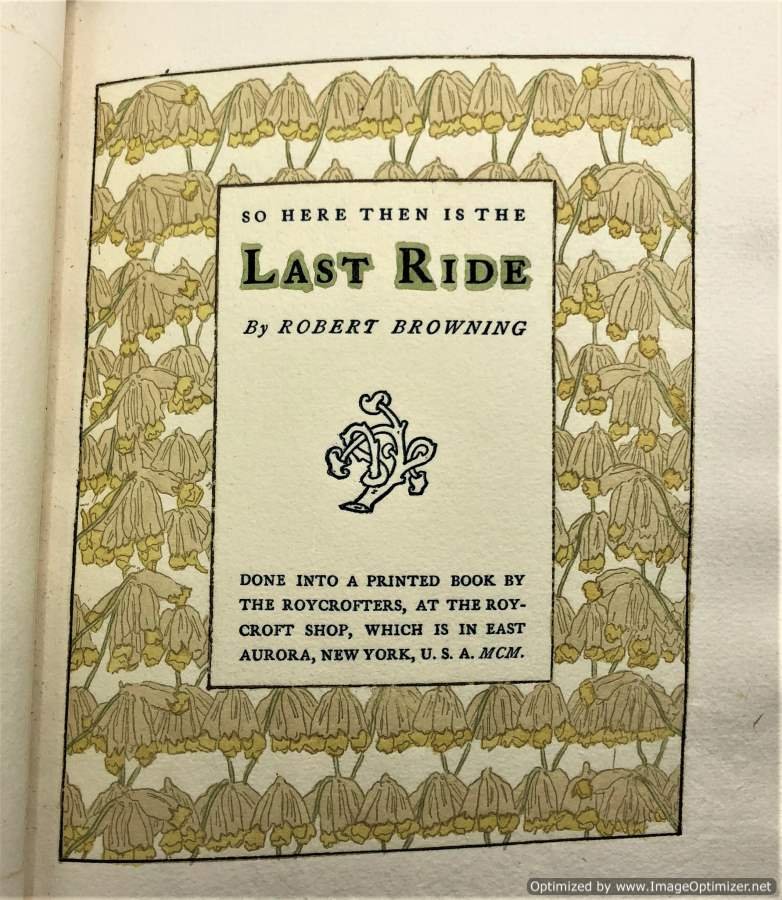 SO HERE THEN IS THE
LAST RIDE
By ROBERT BROWNING
DONE INTO A PRINTED BOOK BY
THE ROYCROFTERS, AT THE ROY-
CROFT SHOP, WHICH IS IN EAST
AURORA, NEW YORK, U. S. A. MCM.
Optimized by www.ImageOptimizer.net